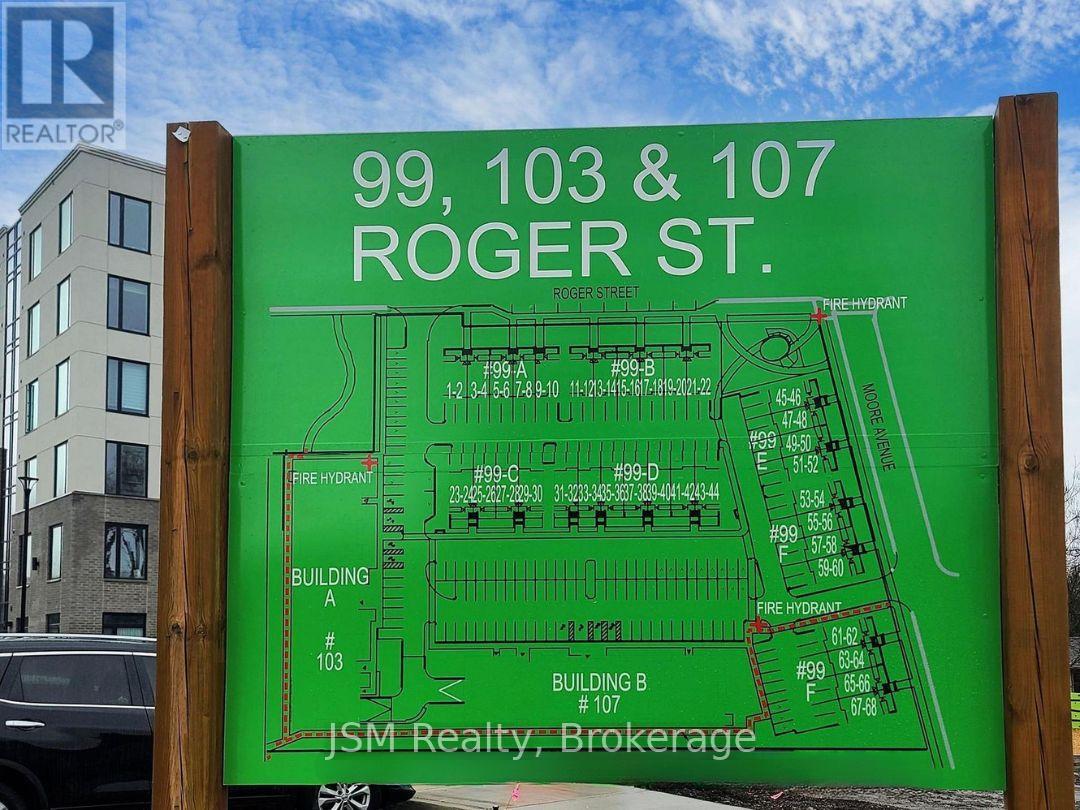 REALTOR®
99, 103 & 107
ROGER ST.
ROGER STREET
FIRE HYDRANT
#99-A
1-2 3-4 5-6 7-8 9-10
#99-B
11-12 13-14 15-16 17-18 19-20 21-22
MOORE AVENUE
#99
E
45-46
47-48
49-50
51-52
FIRE HYDRANT
#99-C
23-24 25-26 27-28 29-30
#99-D
31-32 33-34 35-36 37-38 39-40 41-42 43-44
#99
F
53-54
55-56
57-58
59-60
BUILDING
A
#
103
FIRE HYDRANT
#99
F
61-62
63-64
65-66
67-68
BUILDING B
# 107
JSM Realty, Brokerage